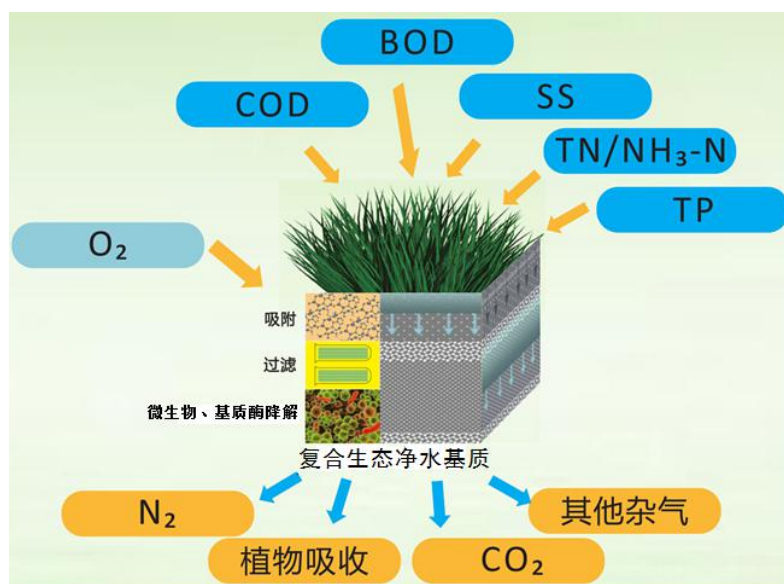 BOD
COD
SS
TN/NH₃-N
TP
O₂
吸附
过滤
微生物、基质酶降解
复合生态净水基质
N₂
植物吸收
CO₂
其他杂气